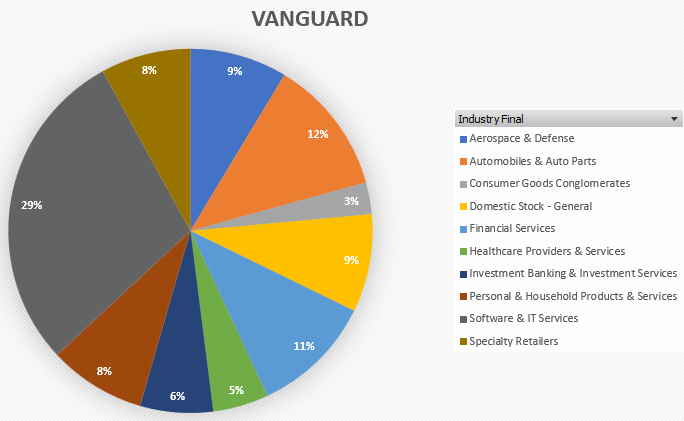 VANGUARD
8%
9%
12%
29%
3%
9%
11%
8%
6%
5%
Industry Final
Aerospace & Defense
Automobiles & Auto Parts
Consumer Goods Conglomerates
Domestic Stock - General
Financial Services
Healthcare Providers & Services
Investment Banking & Investment Services
Personal & Household Products & Services
Software & IT Services
Specialty Retailers